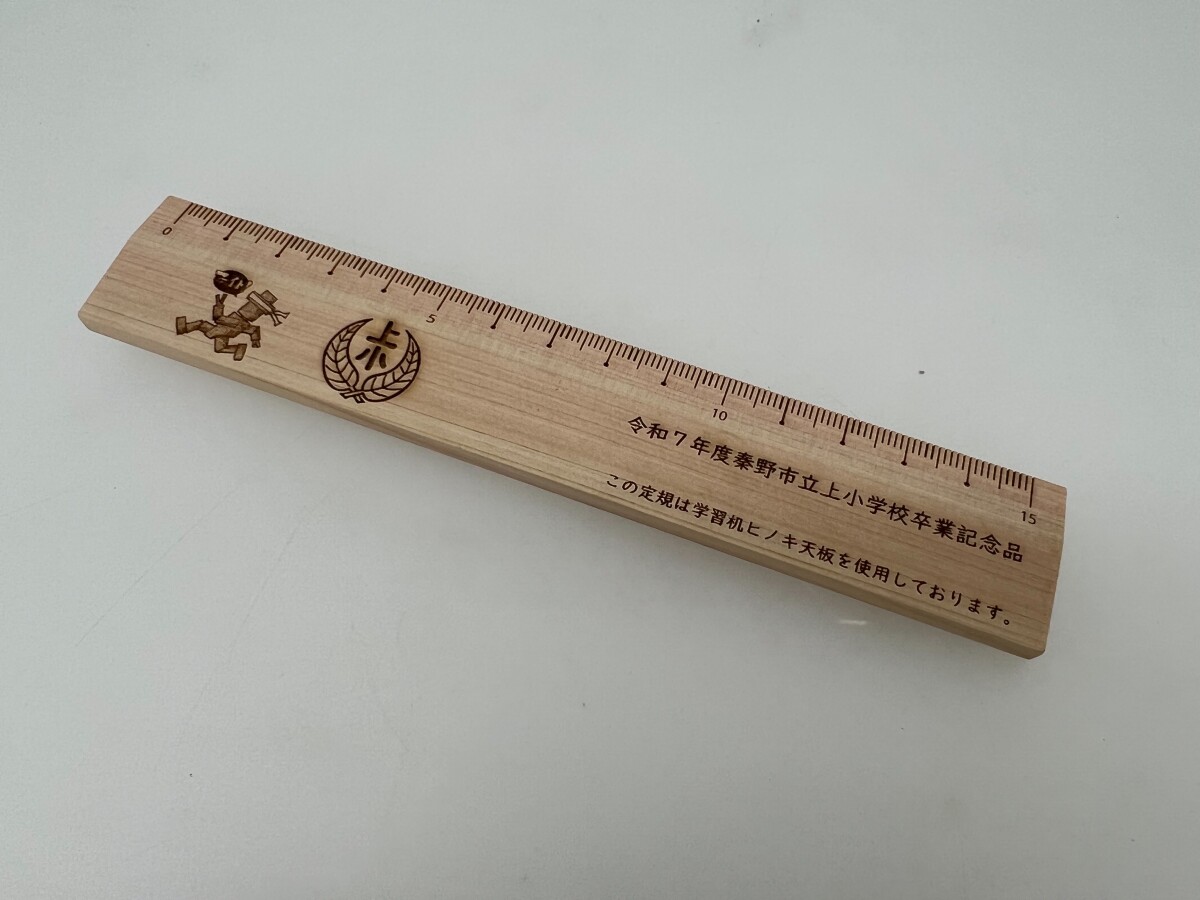 0
5
10
15
上小
令和7年度秦野市立上小学校卒業記念品
この定規は学習机ヒノキ天板を使用しております。